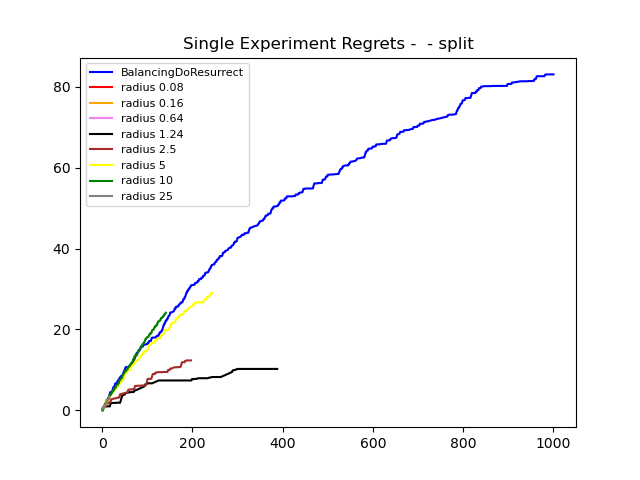 Single Experiment Regrets -  - split
BalancingDoResurrect
radius 0.08
radius 0.16
radius 0.64
radius 1.24
radius 2.5
radius 5
radius 10
radius 25
80
60
40
20
0
0 200 400 600 800 1000